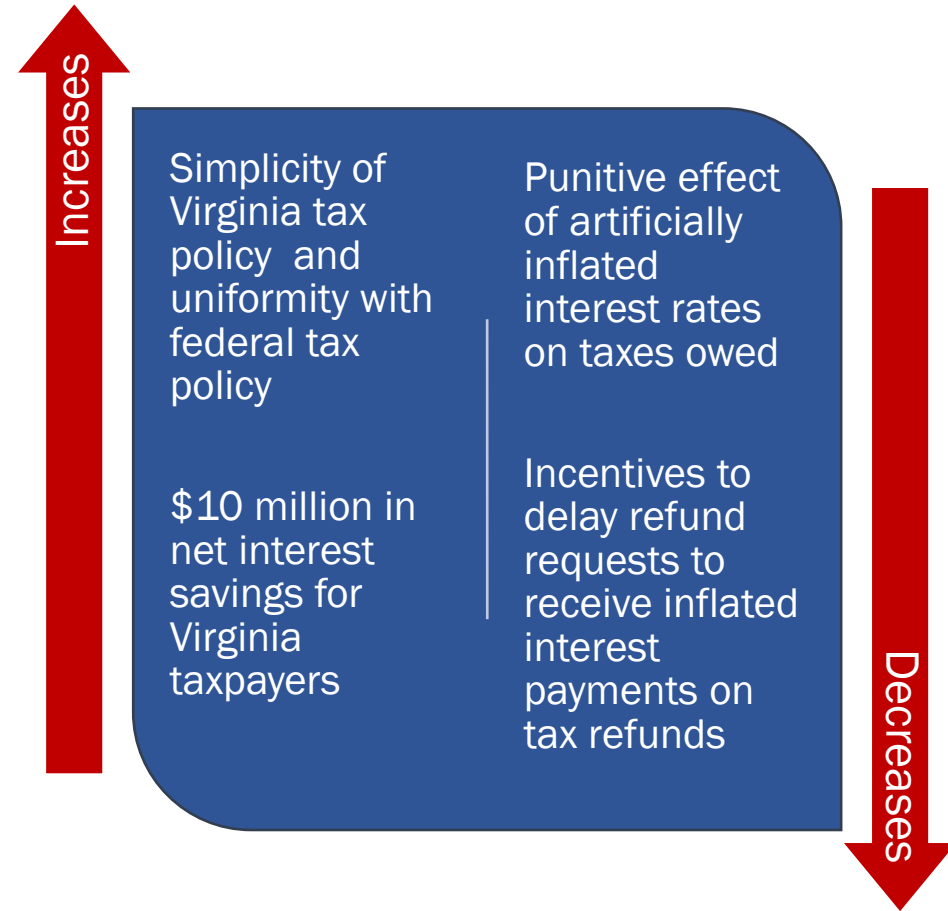 Increases
Simplicity of
Virginia tax
policy  and
uniformity with
federal tax
policy
$10 million in
net interest
savings for
Virginia
taxpayers
Punitive effect
of artificially
inflated
interest rates
on taxes owed
Incentives to
delay refund
requests to
receive inflated
interest
payments on
tax refunds
Decreases